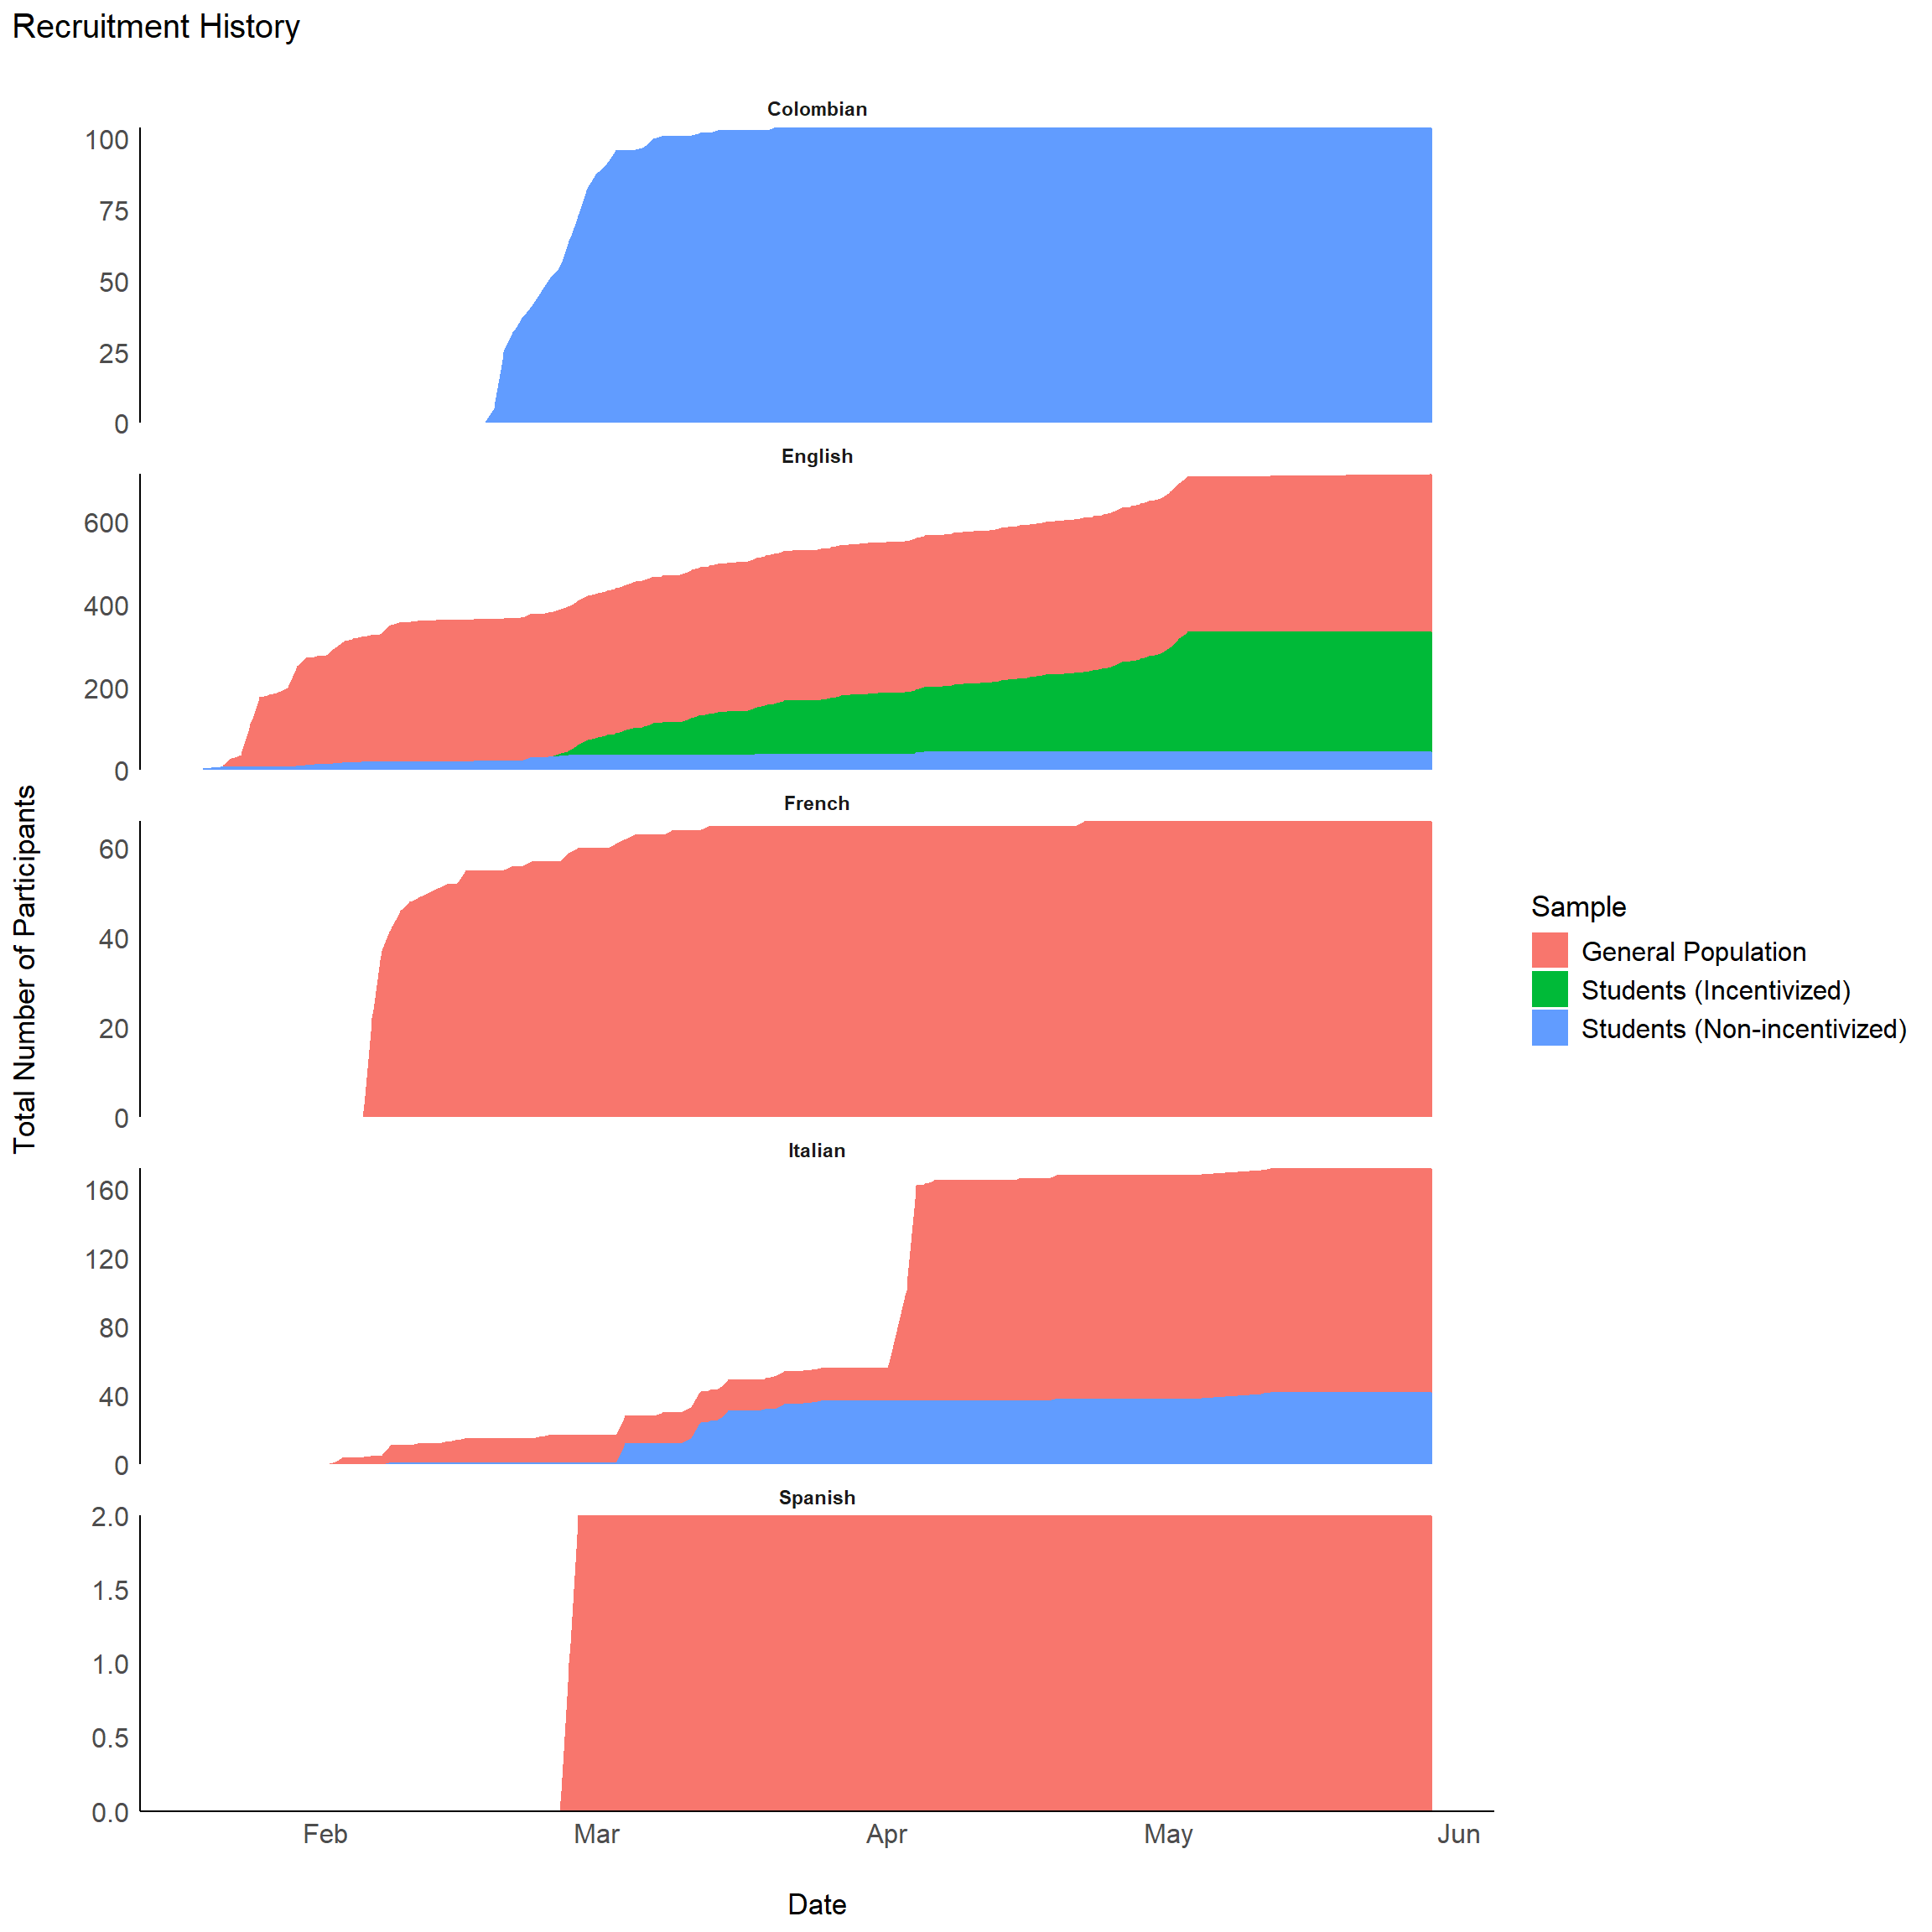 Recruitment History
Total Number of Participants
Colombian
100
75
50
25
0
English
600
400
200
0
French
60
40
20
0
Italian
160
120
80
40
0
Spanish
2.0
1.5
1.0
0.5
0.0
Feb Mar Apr May Jun
Date
Sample
General Population
Students (Incentivized)
Students (Non-incentivized)